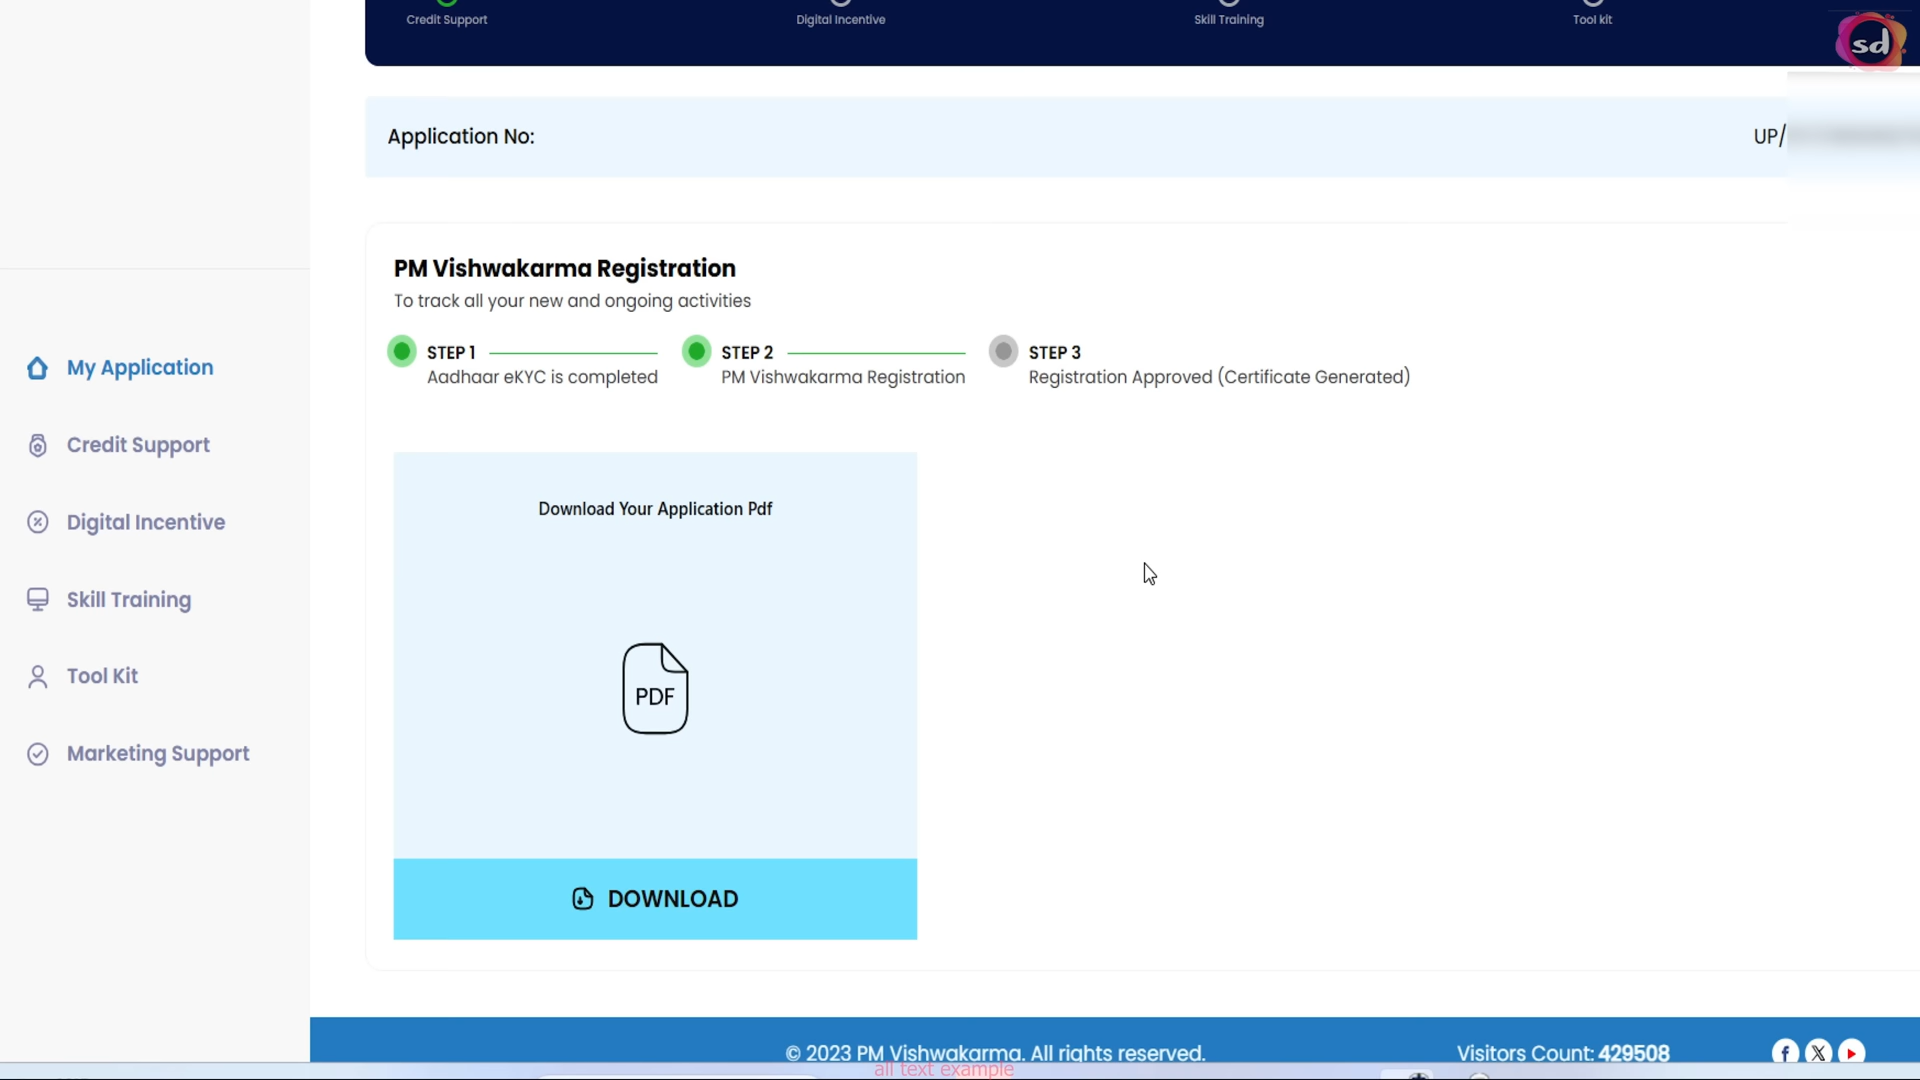 Credit Support
Digital Incentive
Skill Training
Tool kit
sd
Application No:
UP/
PM Vishwakarma Registration
To track all your new and ongoing activities
STEP 1
Aadhaar eKYC is completed
STEP 2
PM Vishwakarma Registration
STEP 3
Registration Approved (Certificate Generated)
My Application
Credit Support
Digital Incentive
Skill Training
Tool Kit
Marketing Support
Download Your Application Pdf
PDF
DOWNLOAD
© 2023 PM Vishwakarma. All rights reserved.
Visitors Count: 429508
all text example